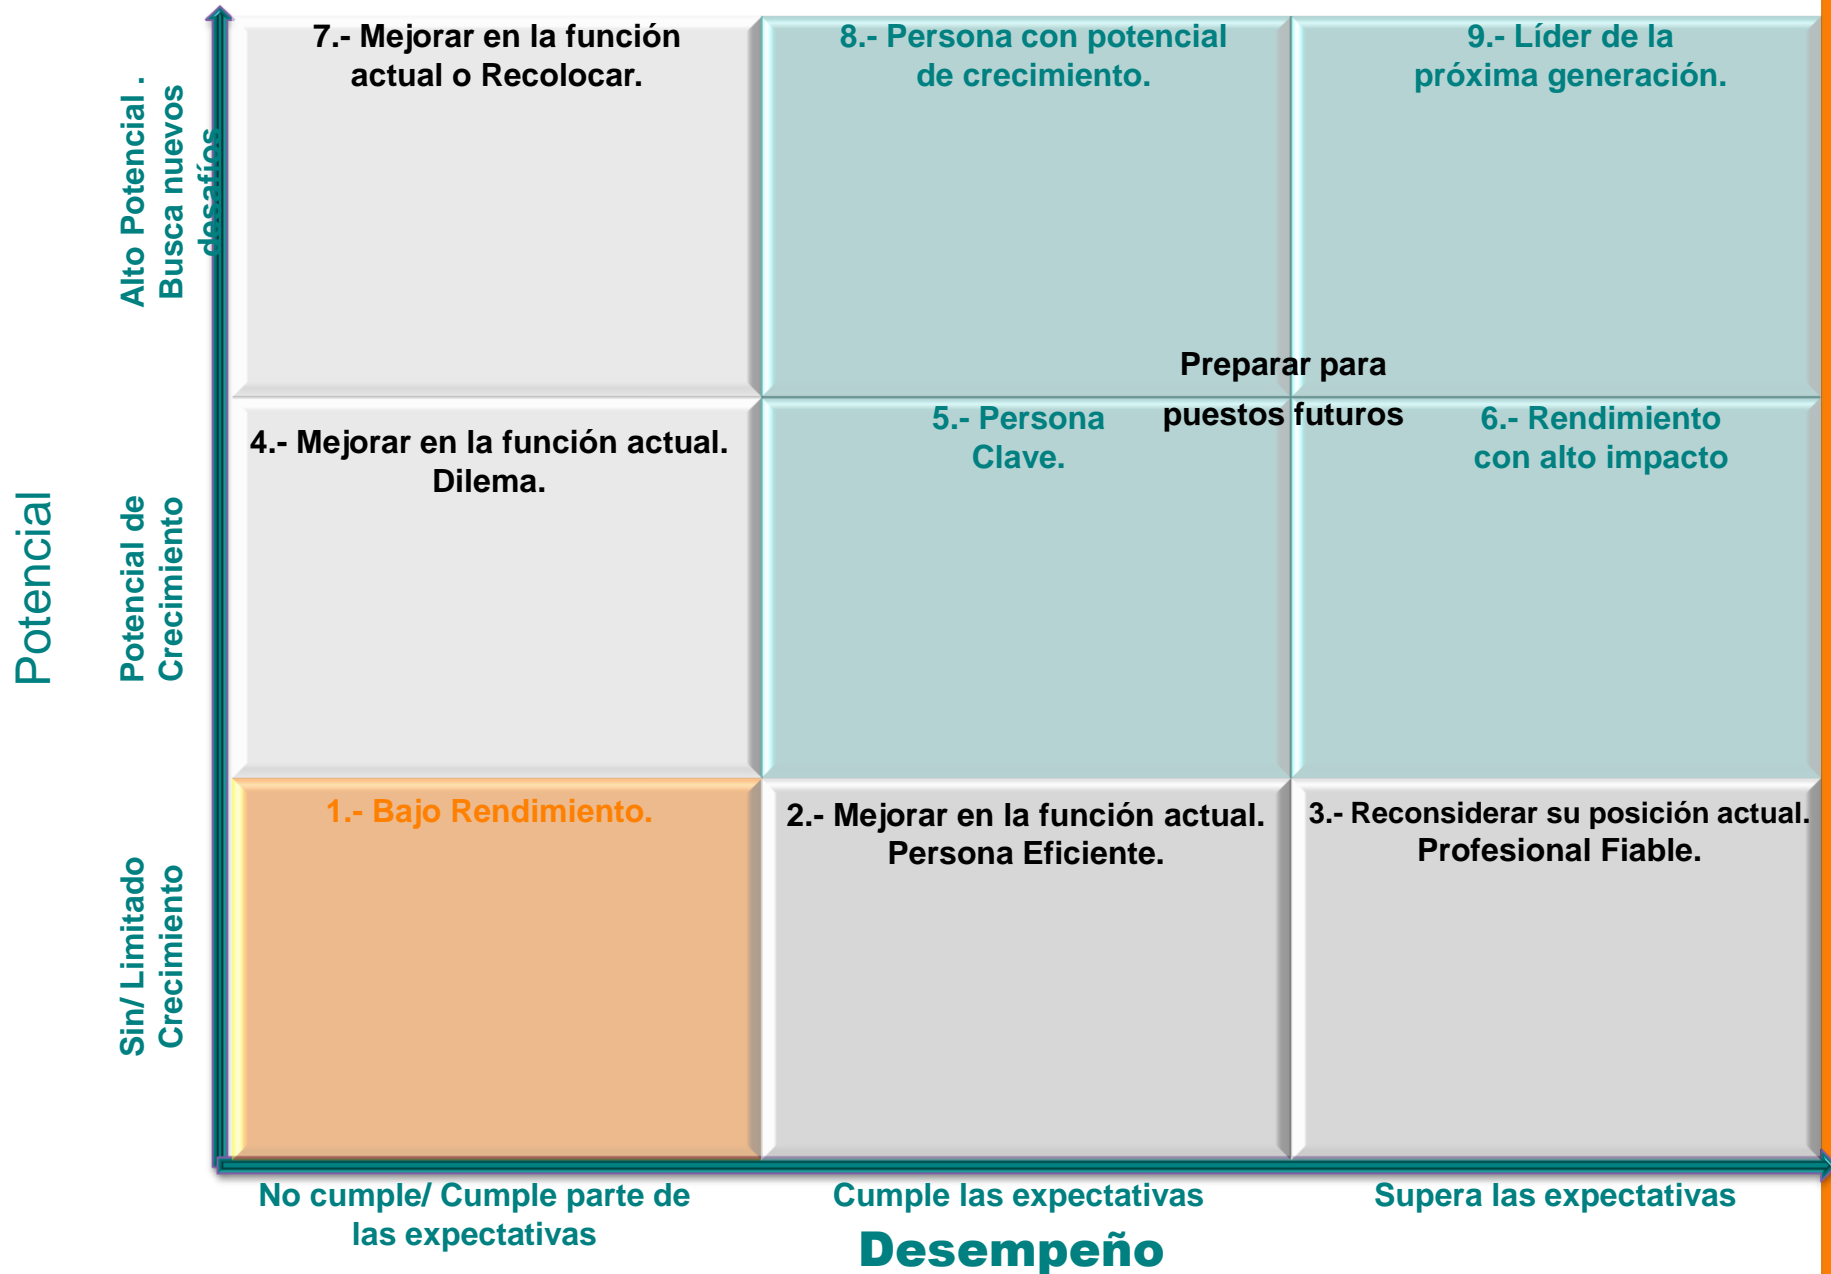 7.- Mejorar en la función
actual o Recolocar.
8.- Persona con potencial
de crecimiento.
9.- Líder de la
próxima generación.
Alto Potencial .
Busca nuevos
desafíos
Preparar para
puestos futuros
4.- Mejorar en la función actual.
Dilema.
5.- Persona
Clave.
6.- Rendimiento
con alto impacto
Potencial
Potencial de
Crecimiento
1.- Bajo Rendimiento.
2.- Mejorar en la función actual.
Persona Eficiente.
3.- Reconsiderar su posición actual.
Profesional Fiable.
Sin/ Limitado
Crecimiento
No cumple/ Cumple parte de
las expectativas
Cumple las expectativas
Supera las expectativas
Desempeño